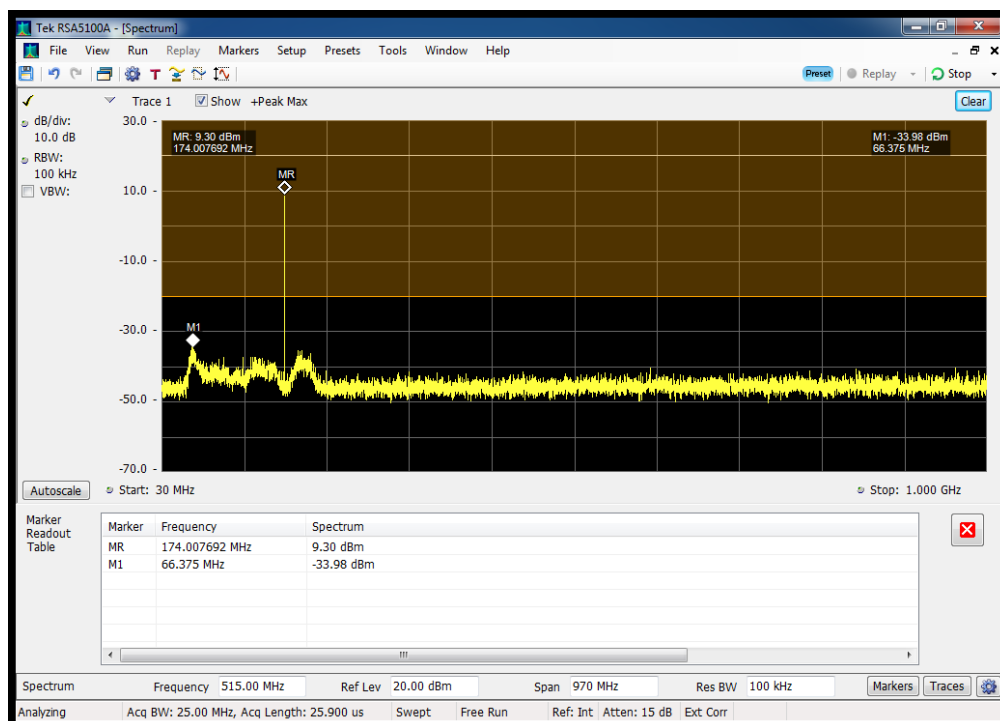 Tek RSA5100A - [Spectrum]
File View Run Replay Markers Setup Presets Tools Window Help
T Preset Replay Stop
Trace 1 Show +Peak Max Clear
dB/div:
10.0 dB
RBW:
100 kHz
VBW:
30.0
10.0
-10.0
-30.0
-50.0
-70.0
MR: 9.30 dBm
174.007692 MHz
M1: -33.98 dBm
66.375 MHz
MR
M1
Autoscale Start: 30 MHz Stop: 1.000 GHz
Marker
Readout
Table
Marker Frequency Spectrum
MR 174.007692 MHz 9.30 dBm
M1 66.375 MHz -33.98 dBm
Spectrum Frequency 515.00 MHz Ref Lev 20.00 dBm Span 970 MHz Res BW 100 kHz Markers Traces
Analyzing Acq BW: 25.00 MHz, Acq Length: 25.900 us Swept Free Run Ref: Int Atten: 15 dB Ext Corr